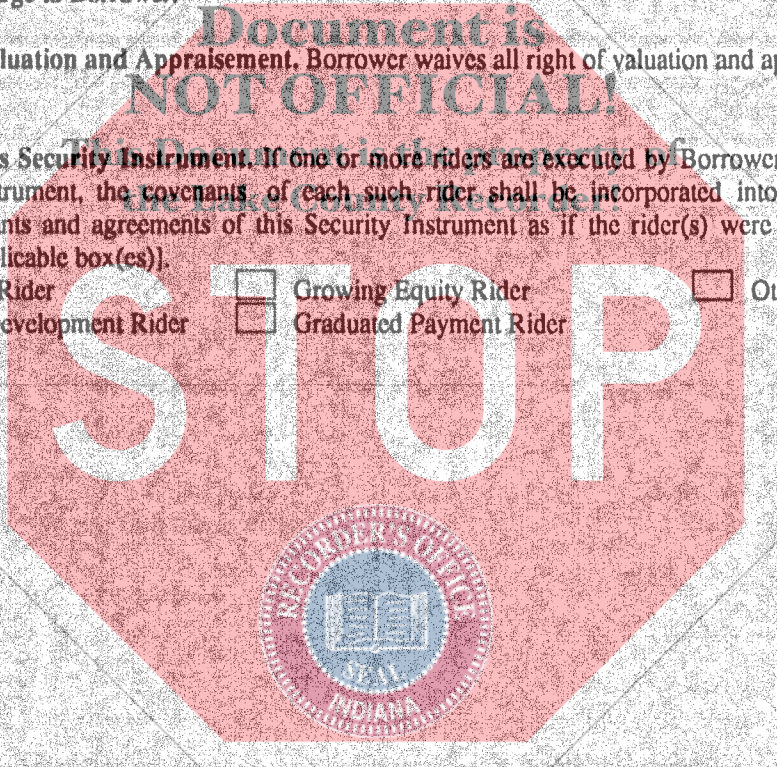 Document is
luation and Appraisement. Borrower waives all right of valuation and ap
NOT OFFICIAL!
This Document is the property of
s Security Instrument. If one or more riders are executed by Borrower
the Lake County Recorder!
trument, the covenants of each such rider shall be incorporated into
nts and agreements of this Security Instrument as if the rider(s) were
licable box(es)].
Rider
Growing Equity Rider
Ot
evelopment Rider
Graduated Payment Rider
STOP
RECORDER'S OFFICE
SEAL
INDIANA